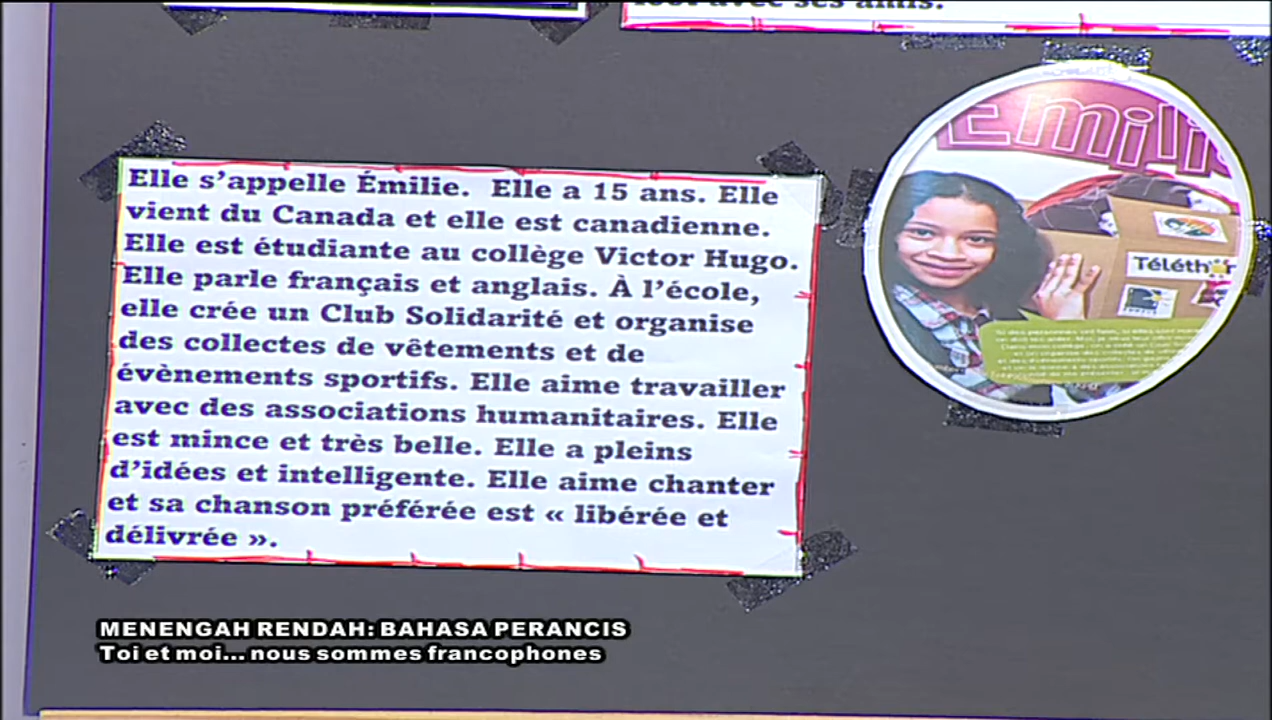 avec ses amis.
Émili
Elle s'appelle Émilie.  Elle a 15 ans. Elle
vient du Canada et elle est canadienne.
Elle est étudiante au collège Victor Hugo.
Elle parle français et anglais. À l'école,
elle crée un Club Solidarité et organise
des collectes de vêtements et de
évènements sportifs. Elle aime travailler
avec des associations humanitaires. Elle
est mince et très belle. Elle a pleins
d'idées et intelligente. Elle aime chanter
et sa chanson préférée est « libérée et
délivrée ».
Téléthon
MENENGAH RENDAH: BAHASA PERANCIS
Toi et moi... nous sommes francophones